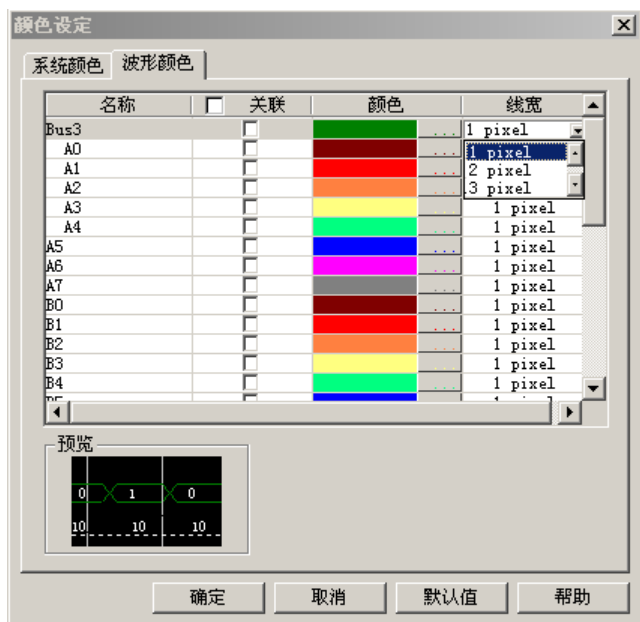 颜色设定
系统颜色 波形颜色
名称 关联 颜色 线宽
Bus3 ... 1 pixel
A0 ... 1 pixel
A1 ... 2 pixel
A2 ... 3 pixel
A3 ... 1 pixel
A4 ... 1 pixel
A5 ... 1 pixel
A6 ... 1 pixel
A7 ... 1 pixel
B0 ... 1 pixel
B1 ... 1 pixel
B2 ... 1 pixel
B3 ... 1 pixel
B4 ... 1 pixel
预览
0 1 0
10 10 10
确定 取消 默认值 帮助